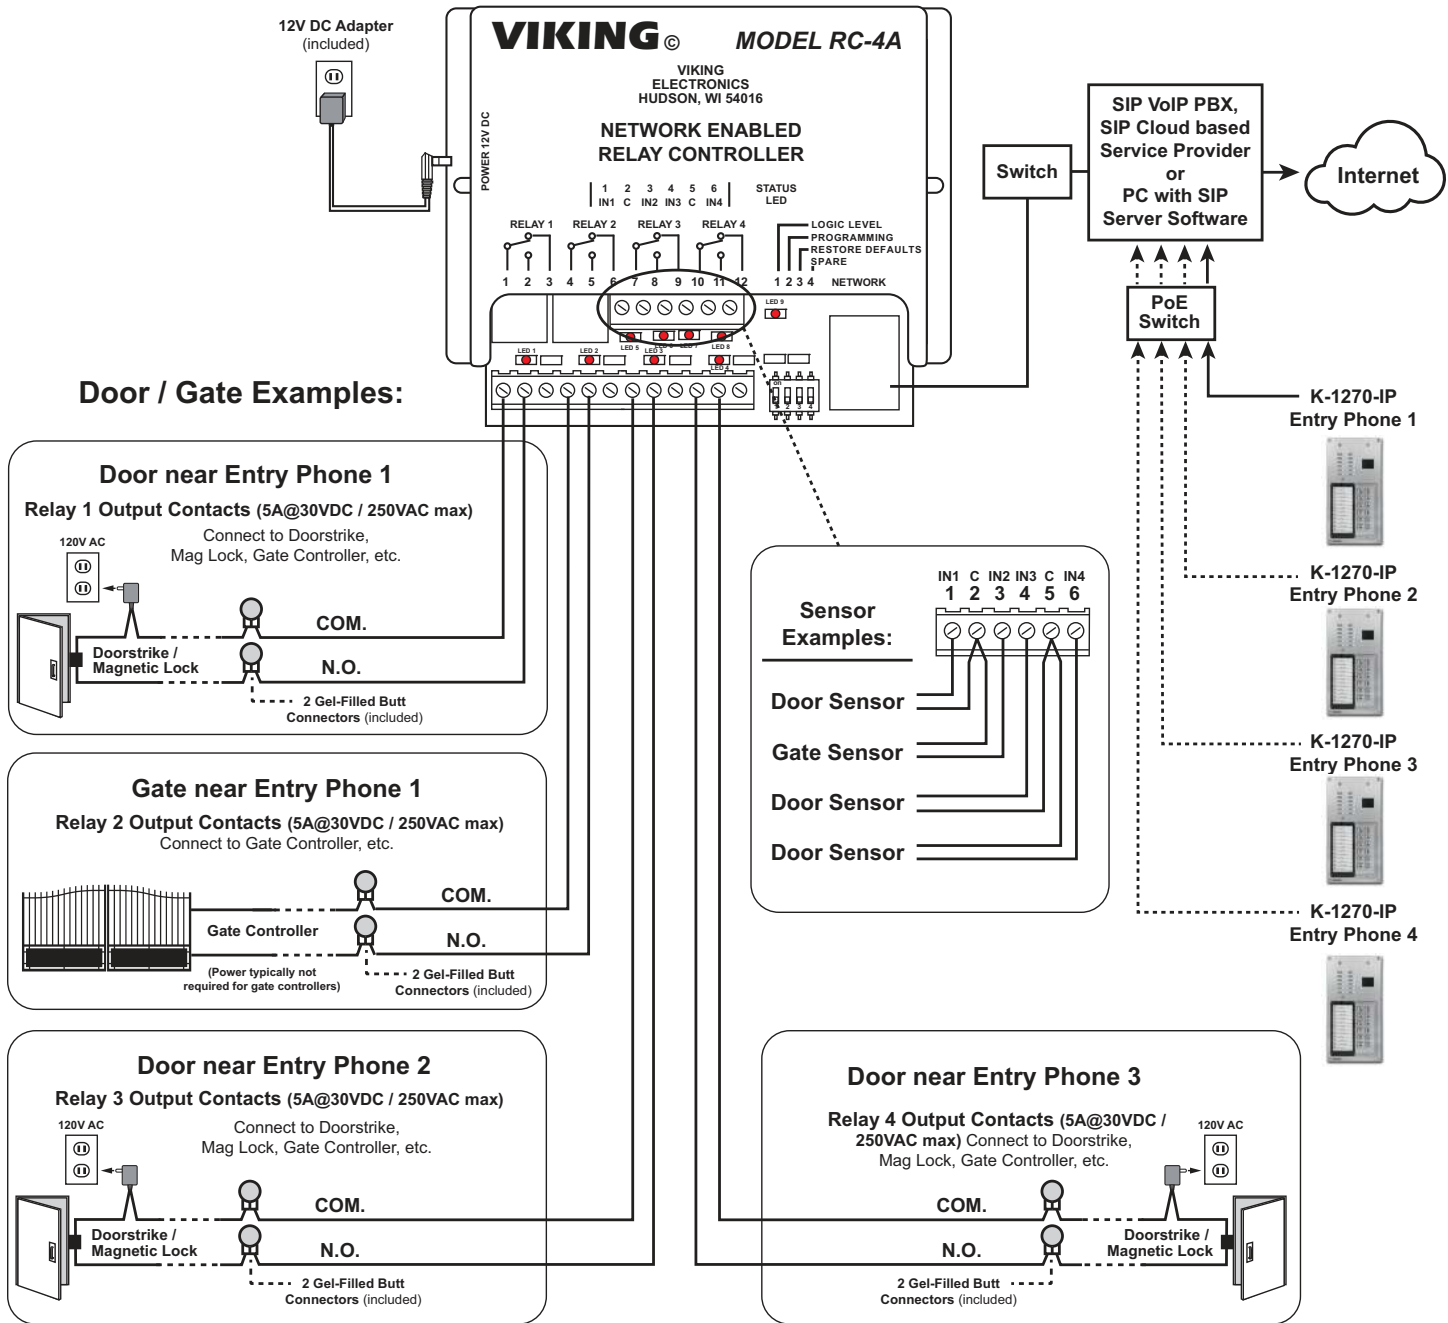 12V DC Adapter
(included)
POWER 12V DC
VIKING © MODEL RC-4A
VIKING
ELECTRONICS
HUDSON, WI 54016
NETWORK ENABLED
RELAY CONTROLLER
1 2 3 4 5 6
IN1 C IN2 IN3 C IN4
STATUS
LED
RELAY 1 RELAY 2 RELAY 3 RELAY 4
LOGIC LEVEL
PROGRAMMING
RESTORE DEFAULTS
SPARE
1 2 3 4 5 6 7 8 9 10 11 12 1 2 3 4 NETWORK
LED 9
LED 5 LED 8
LED 1 LED 2 LED 3 LED 4
on
1 2 3 4
Switch
SIP VoIP PBX,
SIP Cloud based
Service Provider
or
PC with SIP
Server Software
Internet
PoE
Switch
K-1270-IP
Entry Phone 1
K-1270-IP
Entry Phone 2
K-1270-IP
Entry Phone 3
K-1270-IP
Entry Phone 4
Door / Gate Examples:
Door near Entry Phone 1
Relay 1 Output Contacts (5A@30VDC / 250VAC max)
Connect to Doorstrike,
Mag Lock, Gate Controller, etc.
120V AC
COM.
Doorstrike /
Magnetic Lock
N.O.
2 Gel-Filled Butt
Connectors (included)
Gate near Entry Phone 1
Relay 2 Output Contacts (5A@30VDC / 250VAC max)
Connect to Gate Controller, etc.
COM.
Gate Controller
N.O.
(Power typically not
required for gate controllers)
2 Gel-Filled Butt
Connectors (included)
Door near Entry Phone 2
Relay 3 Output Contacts (5A@30VDC / 250VAC max)
Connect to Doorstrike,
Mag Lock, Gate Controller, etc.
120V AC
COM.
Doorstrike /
Magnetic Lock
N.O.
2 Gel-Filled Butt
Connectors (included)
Sensor
Examples:
IN1 C IN2 IN3 C IN4
1 2 3 4 5 6
Door Sensor
Gate Sensor
Door Sensor
Door Sensor
Door near Entry Phone 3
Relay 4 Output Contacts (5A@30VDC /
250VAC max) Connect to Doorstrike,
Mag Lock, Gate Controller, etc.
120V AC
COM.
Doorstrike /
Magnetic Lock
N.O.
2 Gel-Filled Butt
Connectors (included)